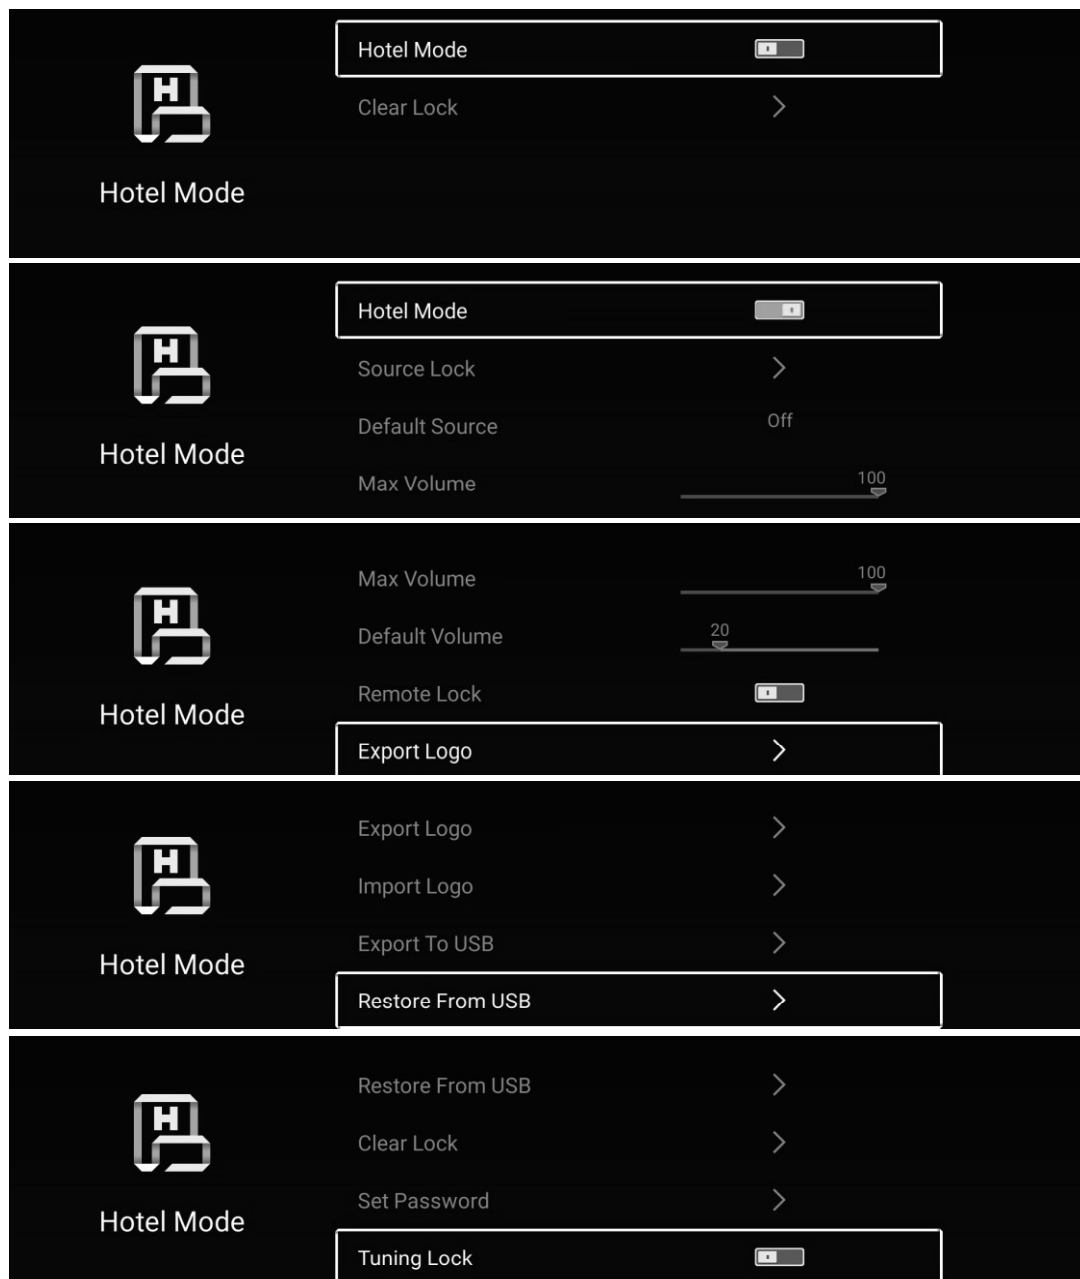 Hotel Mode
Clear Lock
Hotel Mode
Hotel Mode
Source Lock
Default Source Off
Hotel Mode
Max Volume 100
Max Volume 100
Default Volume 20
Remote Lock
Hotel Mode
Export Logo
Export Logo
Import Logo
Export To USB
Hotel Mode
Restore From USB
Restore From USB
Clear Lock
Set Password
Hotel Mode
Tuning Lock